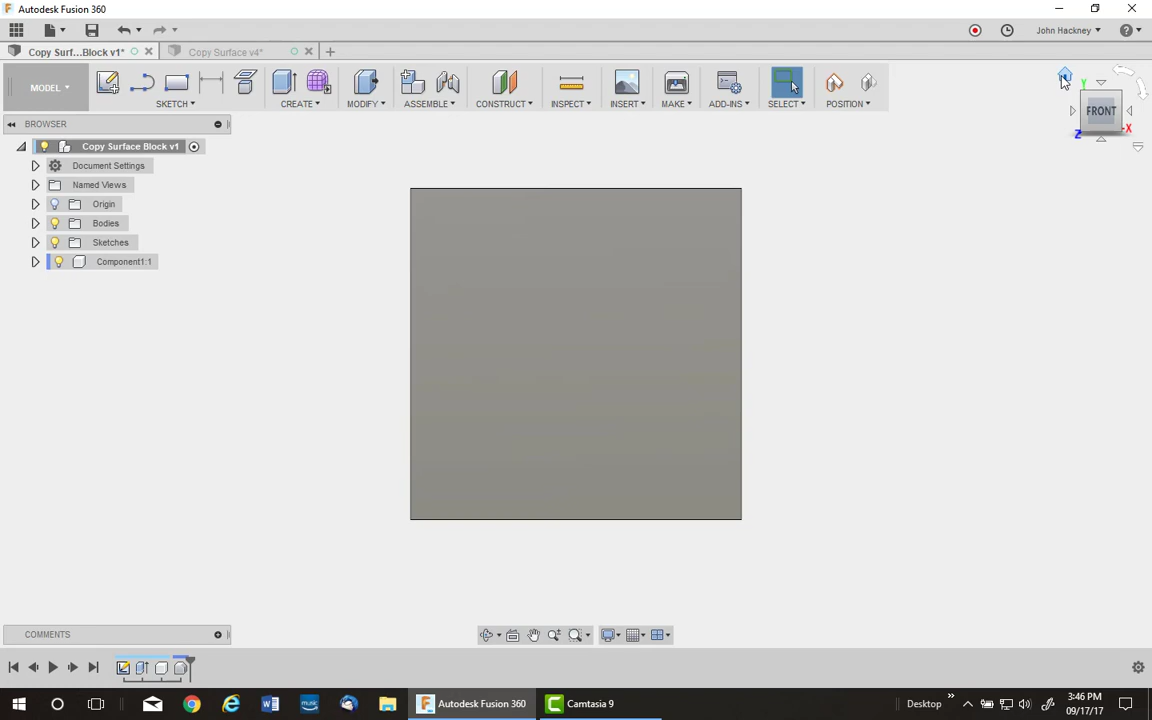 Autodesk Fusion 360
John Hackney
Copy Surf...Block v1*
Copy Surface v4*
MODEL
SKETCH
CREATE
MODIFY
ASSEMBLE
CONSTRUCT
INSPECT
INSERT
MAKE
ADD-INS
SELECT
POSITION
Y
FRONT
X
Z
BROWSER
Copy Surface Block v1
Document Settings
Named Views
Origin
Bodies
Sketches
Component1:1
COMMENTS
Autodesk Fusion 360
Camtasia 9
Desktop
3:46 PM
09/17/17